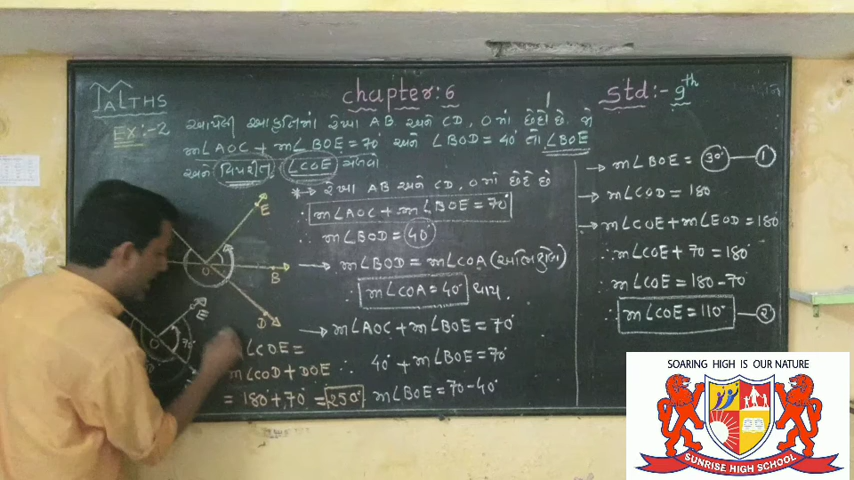 MATHS
chapter:6
std:- 9th
Ex:-2
આપેલી આકૃતિમાં રેખા AB અને CD, O માં છેદે છે. જો
m∠AOC + m∠BOE = 70° અને ∠BOD = 40° તો ∠BOE
અને વિપરીત ∠COE મેળવો
રેખા AB અને CD, O માં છેદે છે
∴ m∠AOC + m∠BOE = 70°
∴ m∠BOD = 40°
→ m∠BOD = m∠COA (અભિકોણો)
∴ m∠COA = 40° થાય.
→ m∠AOC + m∠BOE = 70°
∴ 40° + m∠BOE = 70°
m∠BOE = 70 - 40°
→ m∠BOE = 30° — 1
→ m∠COD = 180
→ m∠COE + m∠EOD = 180
∴ m∠COE + 70 = 180°
∴ m∠COE = 180 - 70
∴ m∠COE = 110° — 2
E
O
B
D
E
O
70
∠COE =
m∠COD + DOE
= 180° + 70° = 250°
SOARING HIGH IS OUR NATURE
SUNRISE HIGH SCHOOL